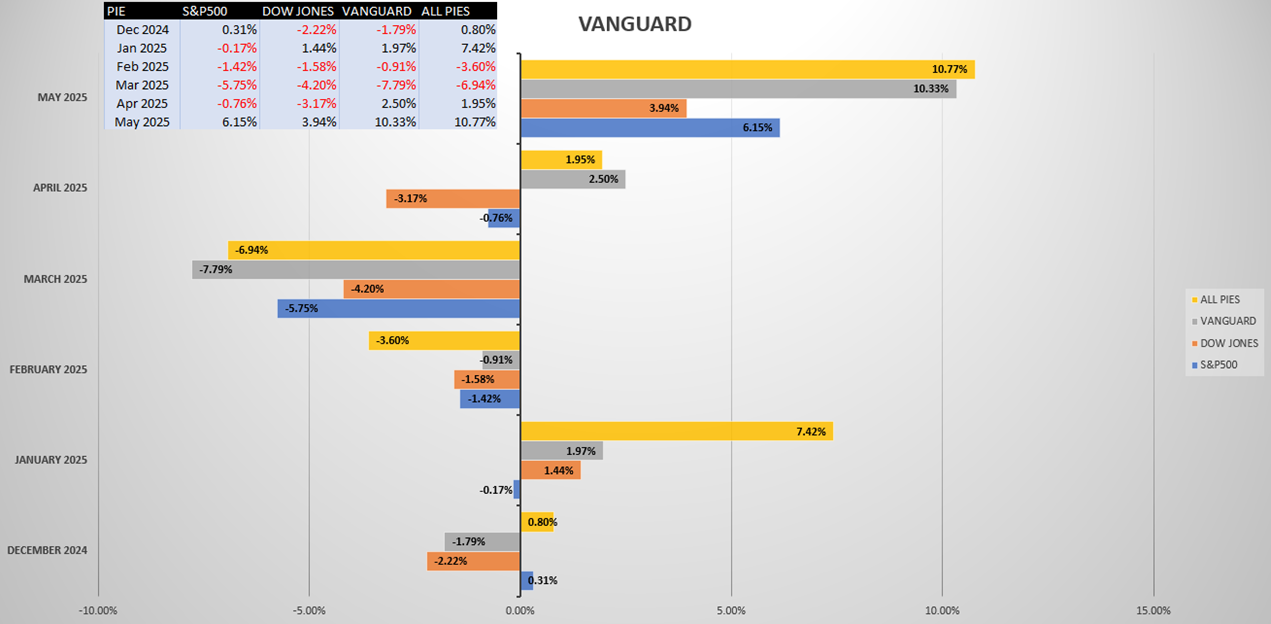 PIE S&P500 DOW JONES VANGUARD ALL PIES
Dec 2024 0.31% -2.22% -1.79% 0.80%
Jan 2025 -0.17% 1.44% 1.97% 7.42%
Feb 2025 -1.42% -1.58% -0.91% -3.60%
Mar 2025 -5.75% -4.20% -7.79% -6.94%
Apr 2025 -0.76% -3.17% 2.50% 1.95%
May 2025 6.15% 3.94% 10.33% 10.77%
VANGUARD
MAY 2025
10.77%
10.33%
3.94%
6.15%
APRIL 2025
1.95%
2.50%
-3.17%
-0.76%
MARCH 2025
-6.94%
-7.79%
-4.20%
-5.75%
FEBRUARY 2025
-3.60%
-0.91%
-1.58%
-1.42%
JANUARY 2025
7.42%
1.97%
1.44%
-0.17%
DECEMBER 2024
0.80%
-1.79%
-2.22%
0.31%
-10.00% -5.00% 0.00% 5.00% 10.00% 15.00%
ALL PIES
VANGUARD
DOW JONES
S&P500